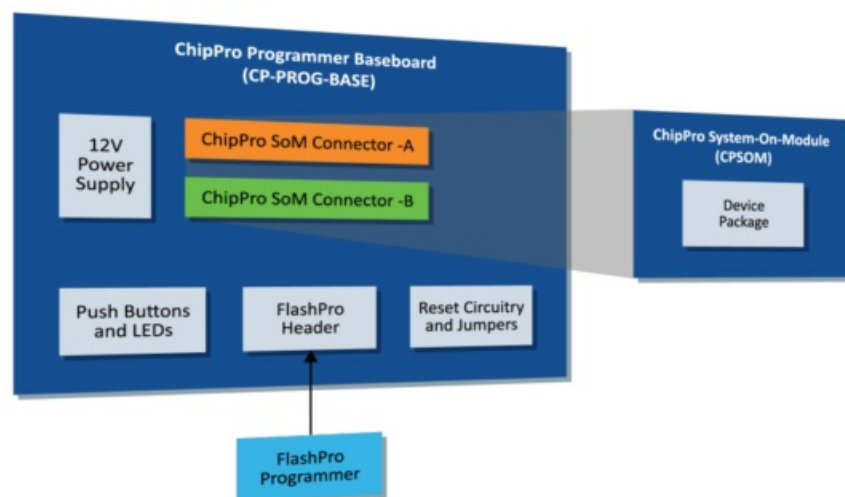 ChipPro Programmer Baseboard
(CP-PROG-BASE)
12V
Power
Supply
ChipPro SoM Connector -A
ChipPro SoM Connector -B
ChipPro System-On-Module
(CPSOM)
Device
Package
Push Buttons
and LEDs
FlashPro
Header
Reset Circuitry
and Jumpers
FlashPro
Programmer